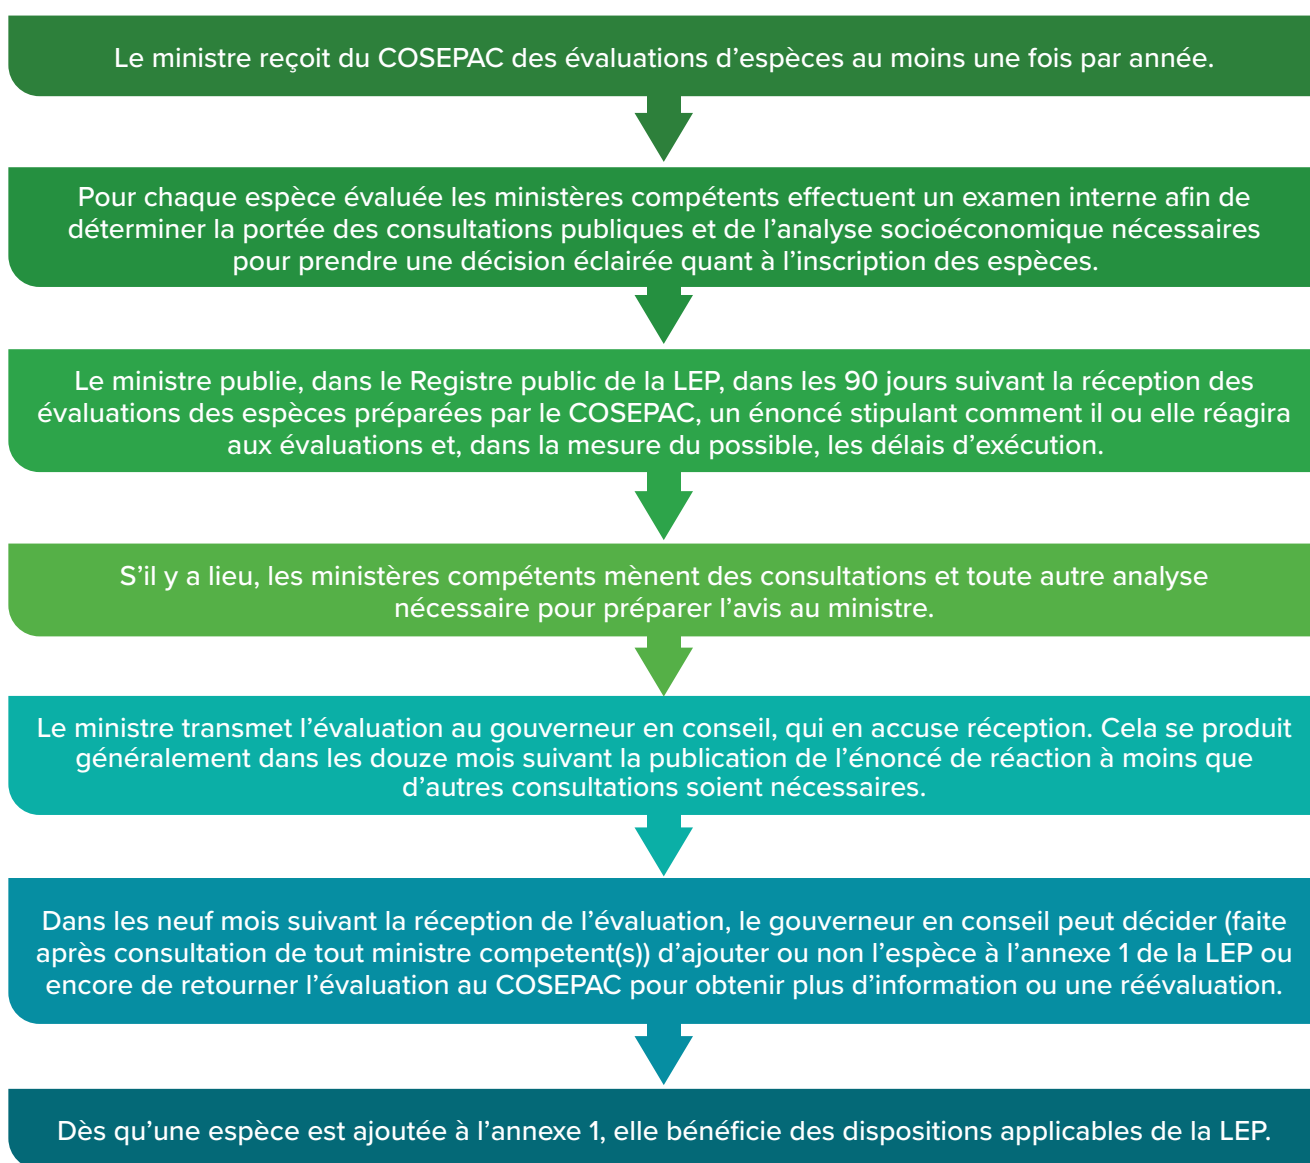 Le ministre reçoit du COSEPAC des évaluations d’espèces au moins une fois par année.
Pour chaque espèce évaluée les ministères compétents effectuent un examen interne afin de
déterminer la portée des consultations publiques et de l’analyse socioéconomique nécessaires
pour prendre une décision éclairée quant à l’inscription des espèces.
Le ministre publie, dans le Registre public de la LEP, dans les 90 jours suivant la réception des
évaluations des espèces préparées par le COSEPAC, un énoncé stipulant comment il ou elle réagira
aux évaluations et, dans la mesure du possible, les délais d’exécution.
S’il y a lieu, les ministères compétents mènent des consultations et toute autre analyse
nécessaire pour préparer l’avis au ministre.
Le ministre transmet l’évaluation au gouverneur en conseil, qui en accuse réception. Cela se produit
généralement dans les douze mois suivant la publication de l’énoncé de réaction à moins que
d’autres consultations soient nécessaires.
Dans les neuf mois suivant la réception de l’évaluation, le gouverneur en conseil peut décider (faite
après consultation de tout ministre competent(s)) d’ajouter ou non l’espèce à l’annexe 1 de la LEP ou
encore de retourner l’évaluation au COSEPAC pour obtenir plus d’information ou une réévaluation.
Dès qu’une espèce est ajoutée à l’annexe 1, elle bénéficie des dispositions applicables de la LEP.